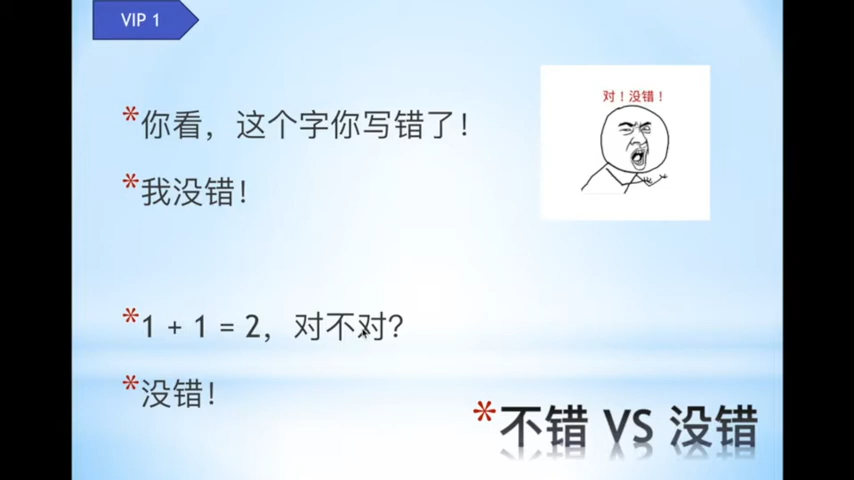 VIP 1
对！没错！
*你看，这个字你写错了！
*我没错！
*1 + 1 = 2，对不对？
*没错！
*不错 VS 没错